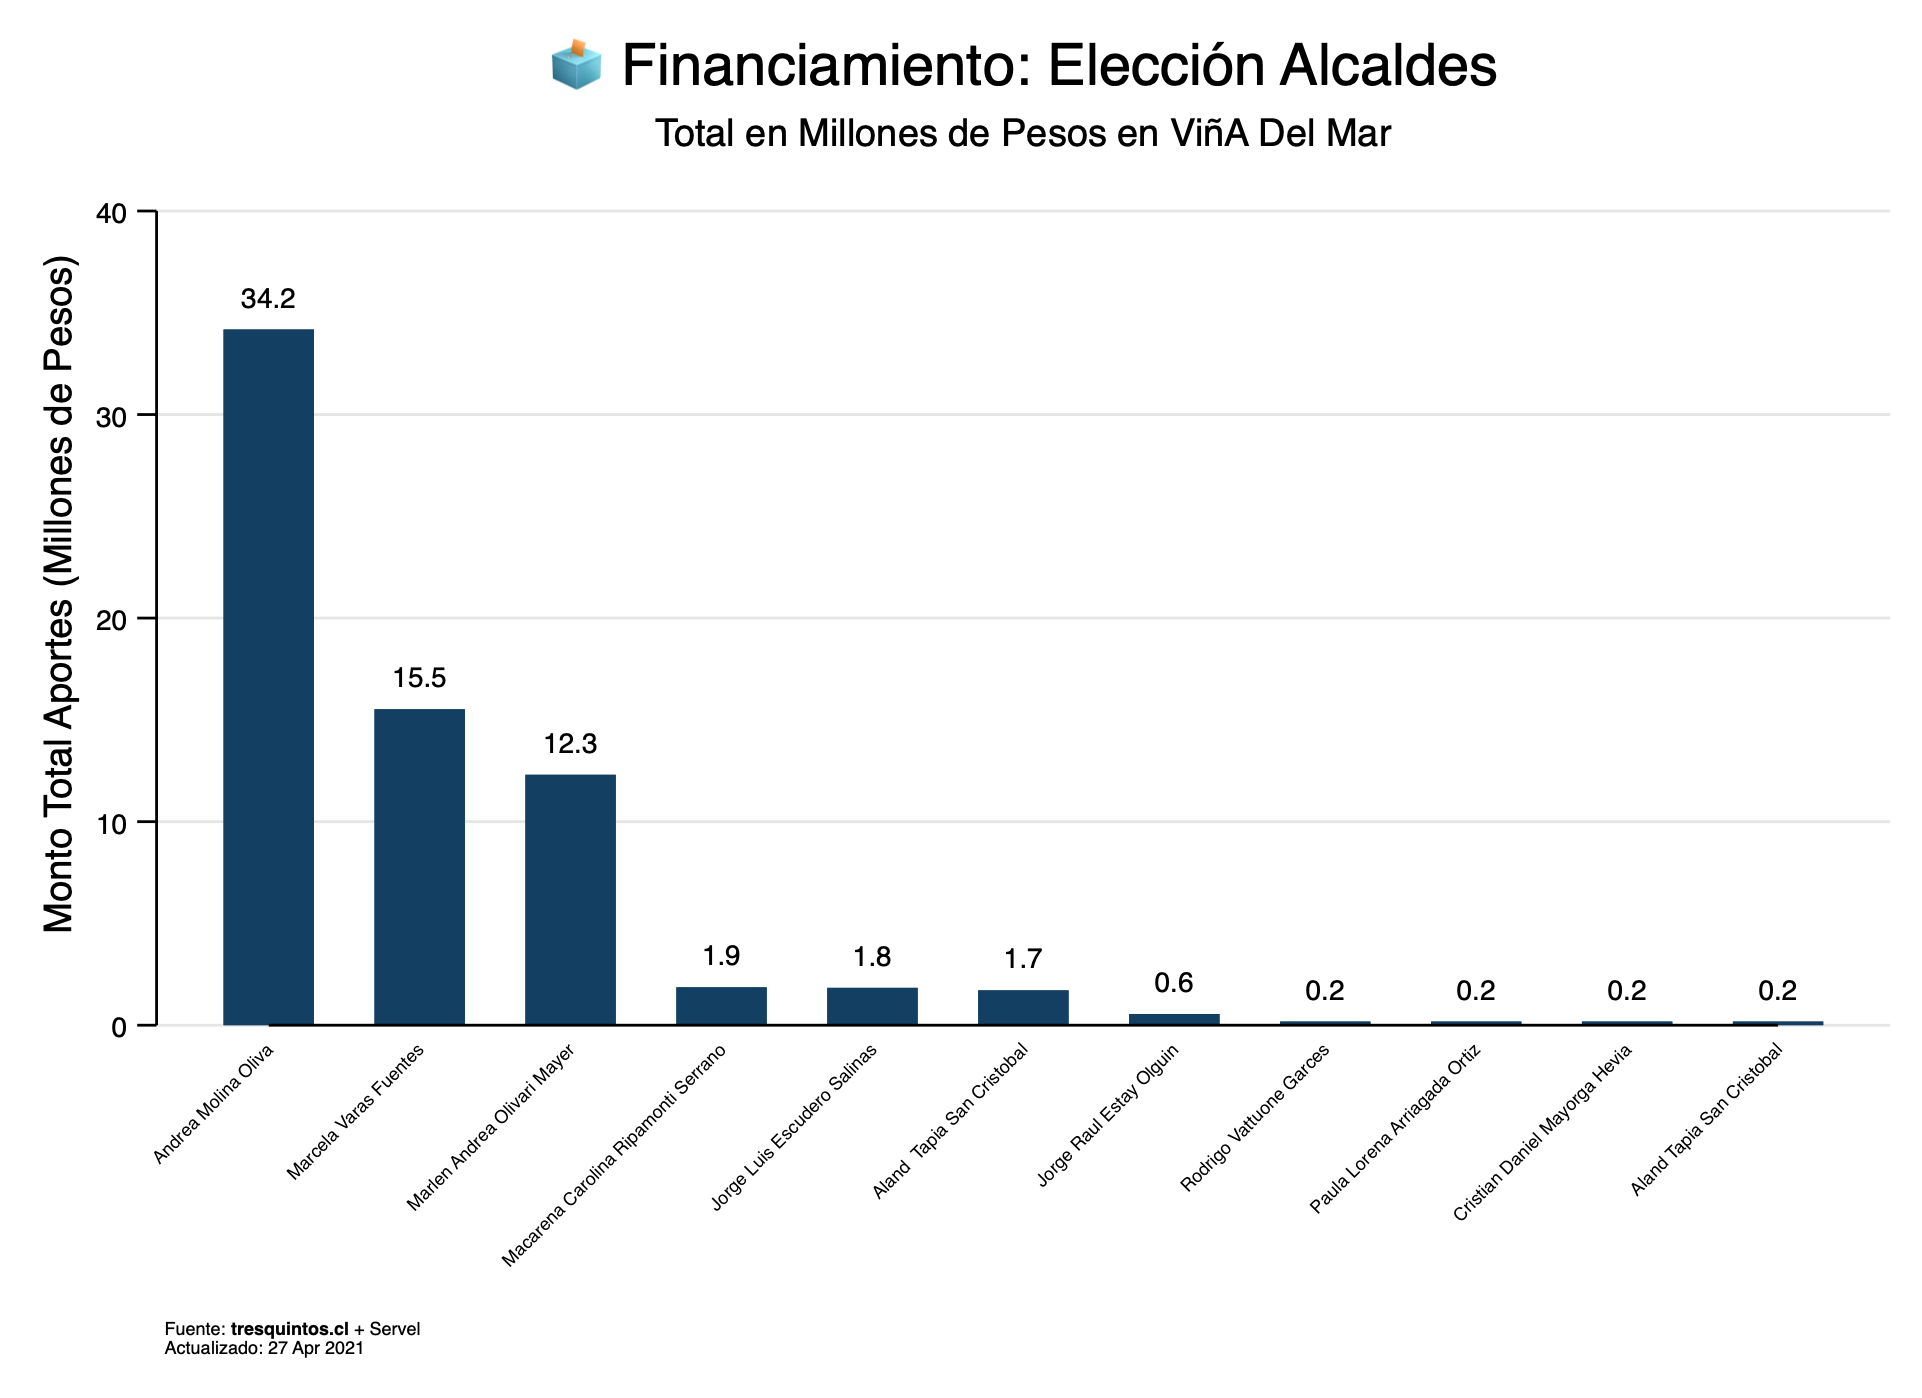 🗳️ Financiamiento: Elección Alcaldes
Total en Millones de Pesos en ViñA Del Mar
Monto Total Aportes (Millones de Pesos)
40
30
20
10
0
34.2
15.5
12.3
1.9
1.8
1.7
0.6
0.2
0.2
0.2
0.2
Andrea Molina Oliva
Marcela Varas Fuentes
Marlen Andrea Olivari Mayer
Macarena Carolina Ripamonti Serrano
Jorge Luis Escudero Salinas
Aland  Tapia San Cristobal
Jorge Raul Estay Olguin
Rodrigo Vattuone Garces
Paula Lorena Arriagada Ortiz
Cristian Daniel Mayorga Hevia
Aland Tapia San Cristobal
Fuente: tresquintos.cl + Servel
Actualizado: 27 Apr 2021